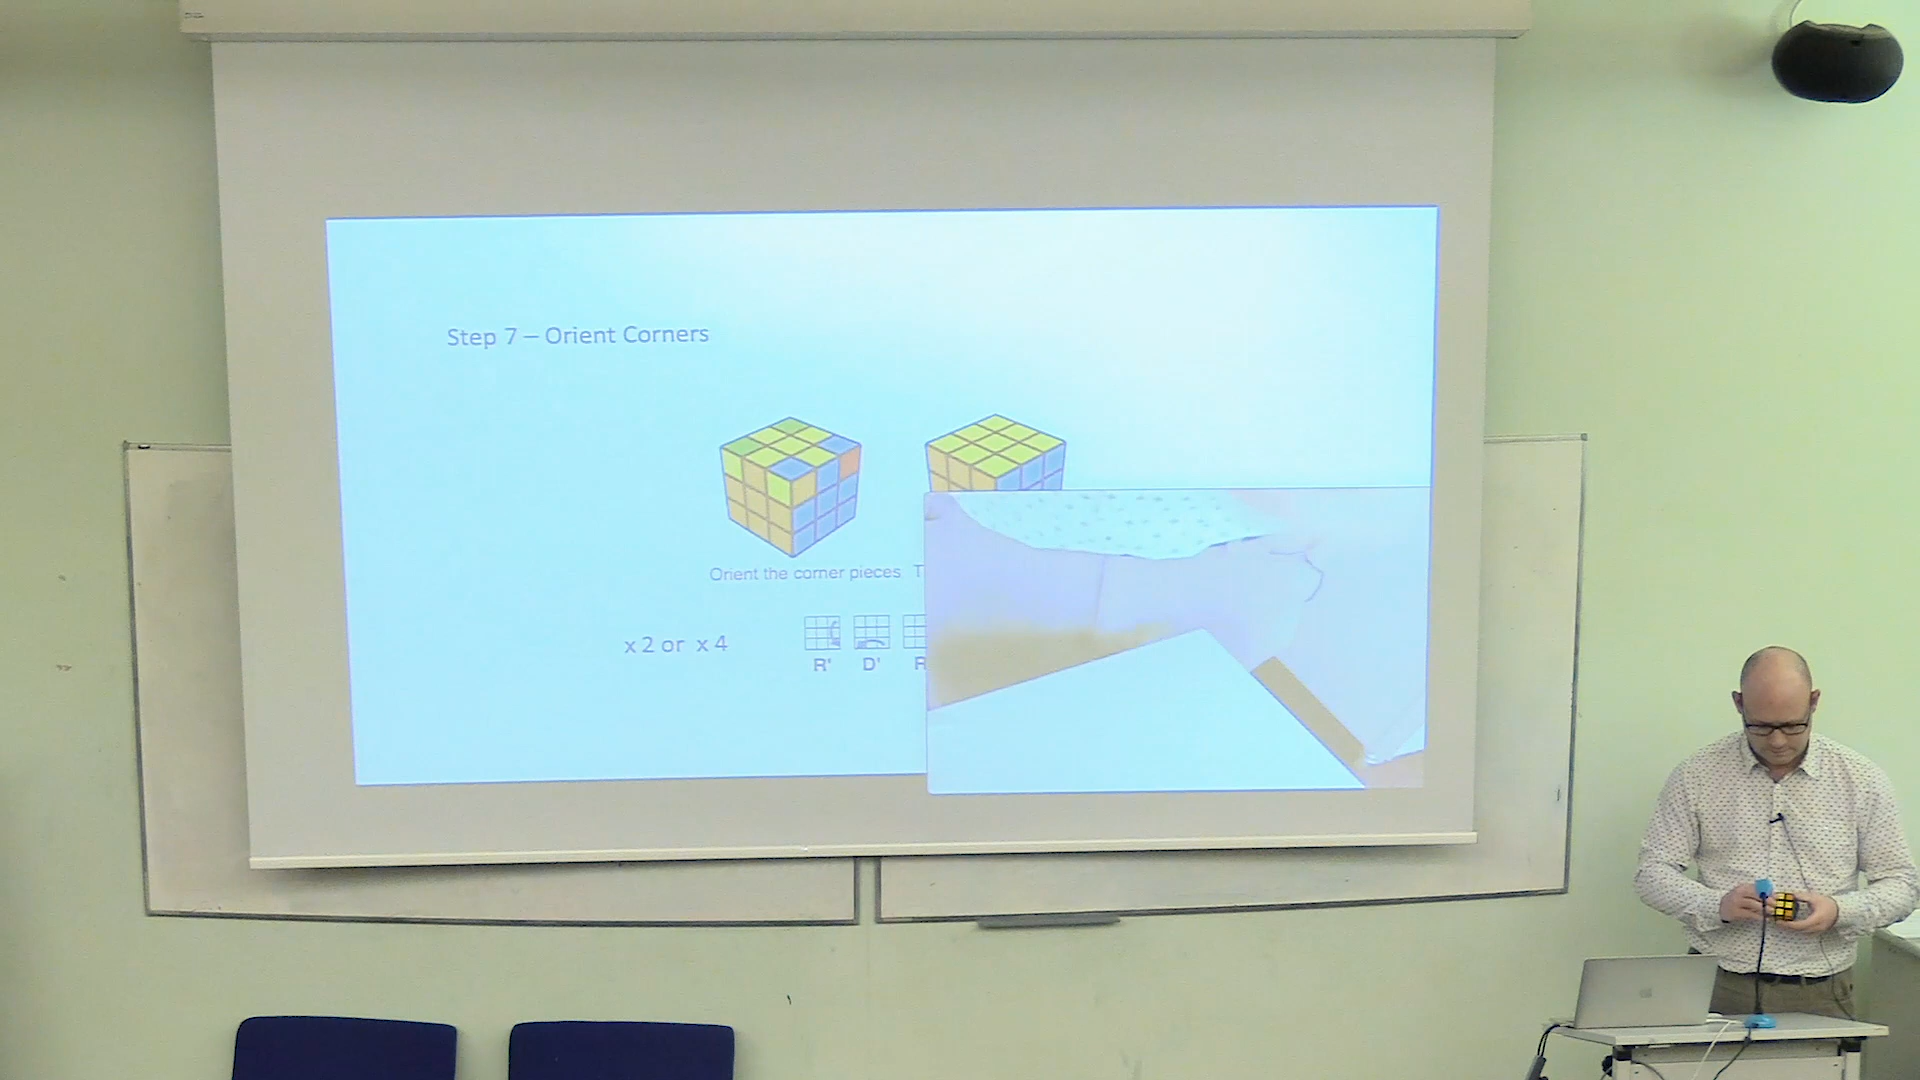 Step 7 – Orient Corners
Orient the corner pieces T
x 2 or x 4
R' D' R